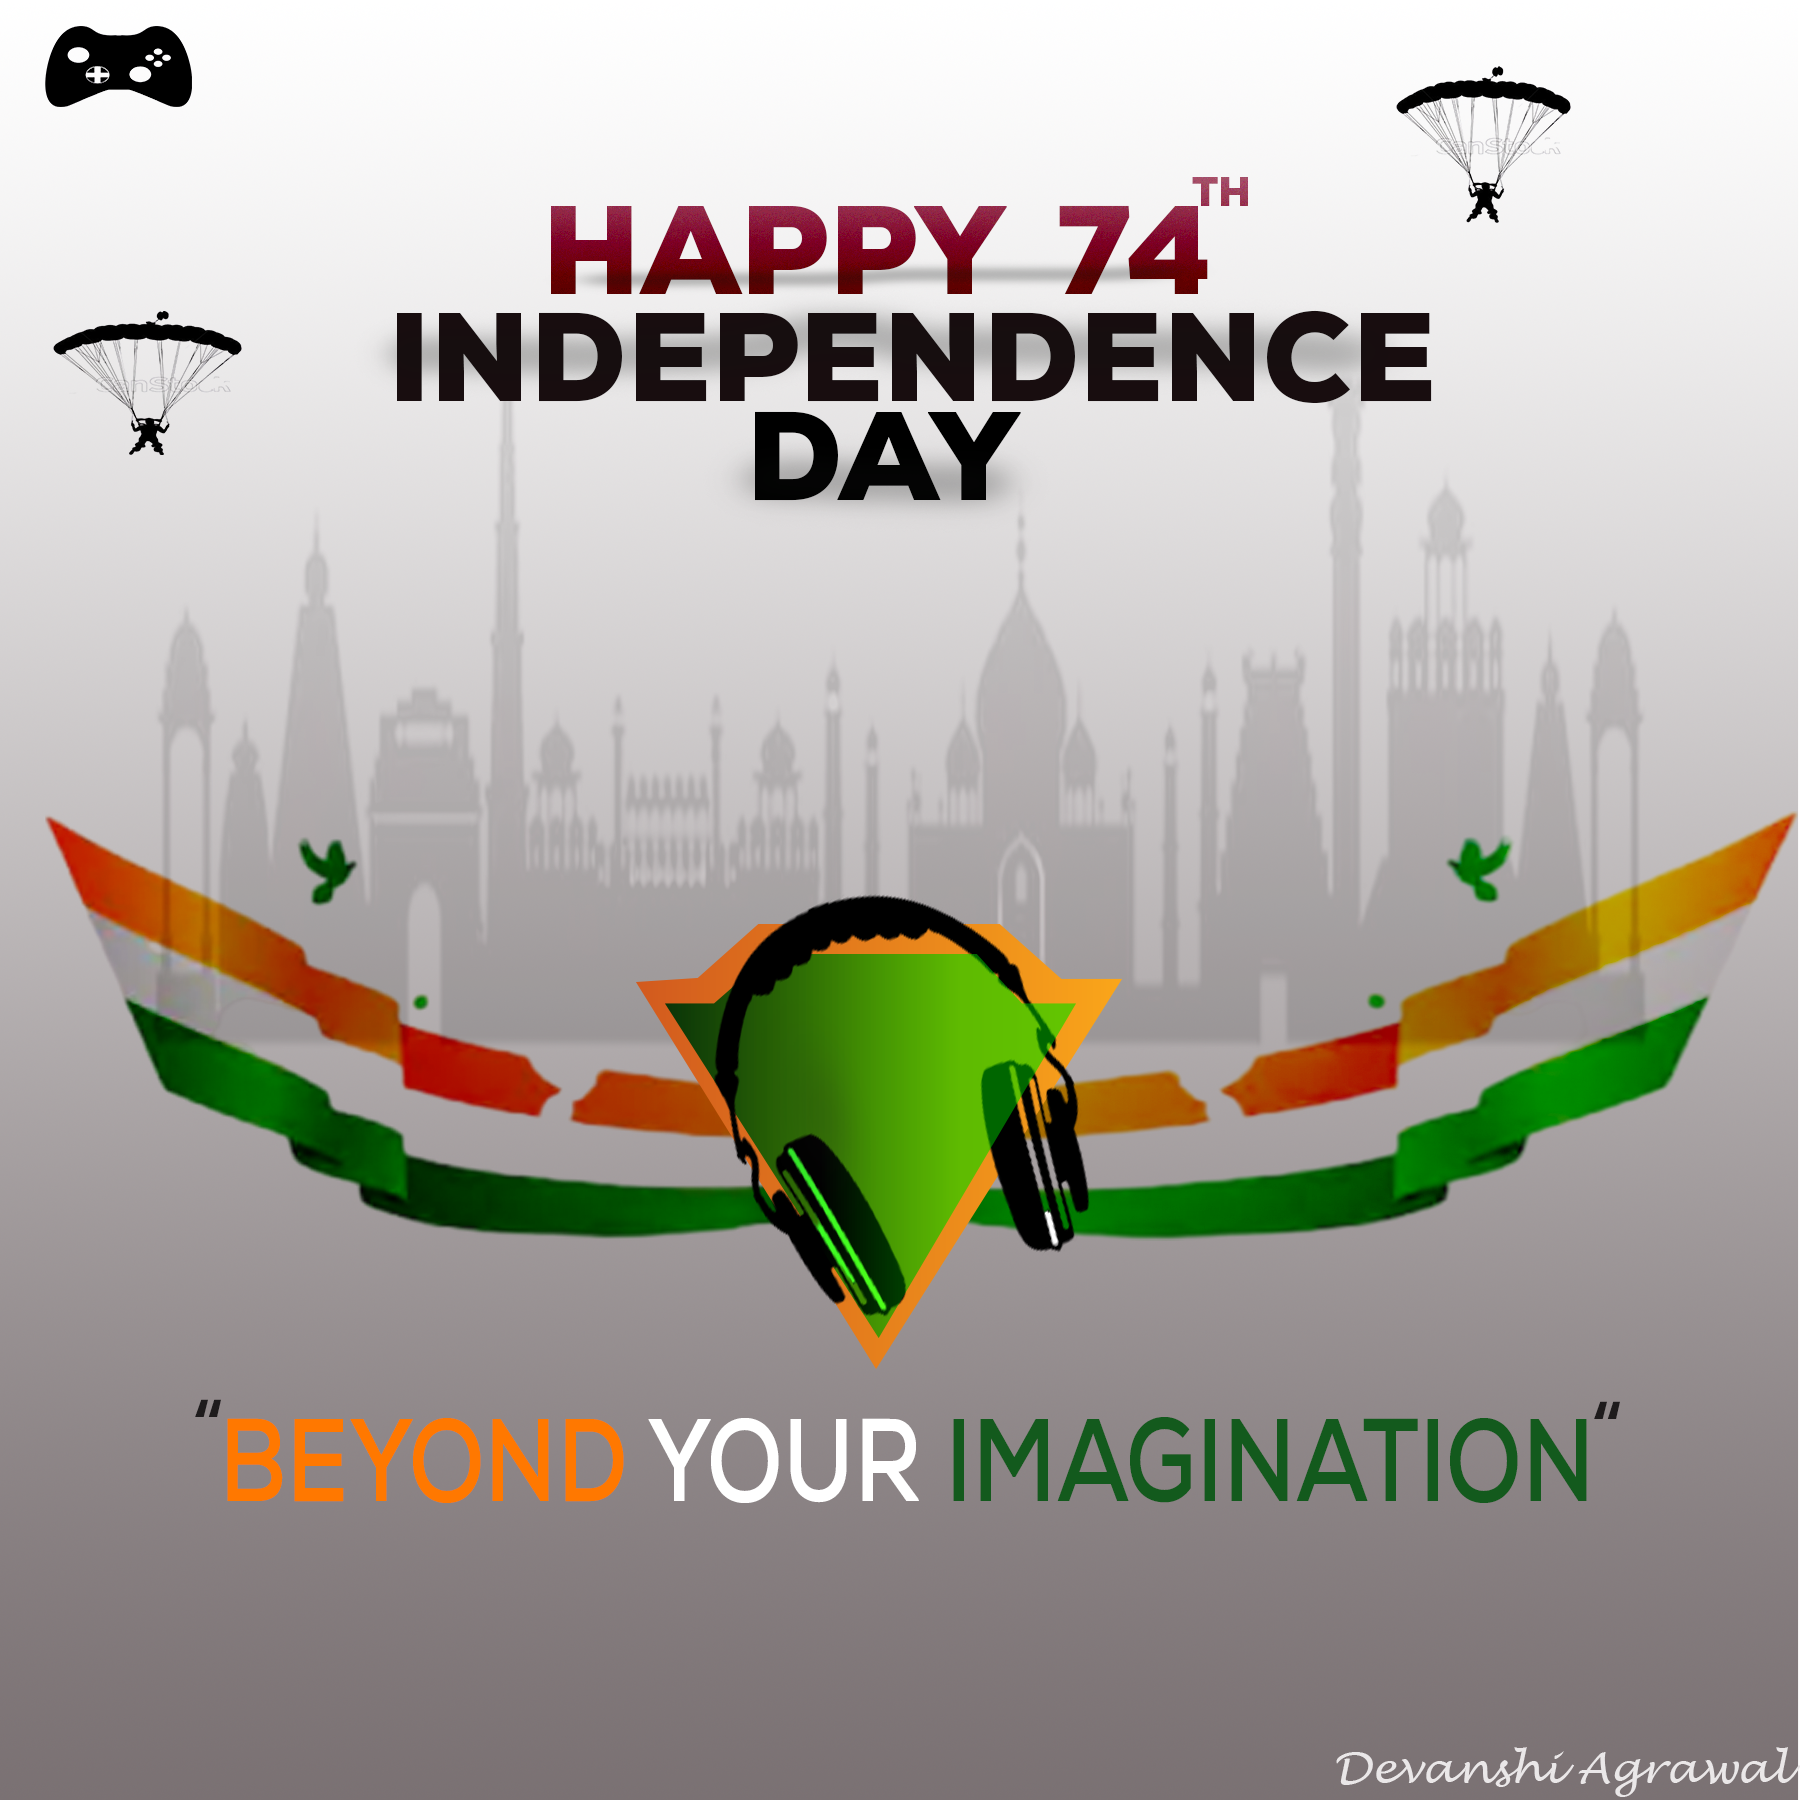 HAPPY 74TH
INDEPENDENCE
DAY
"BEYOND YOUR IMAGINATION"
Devanshi Agrawal